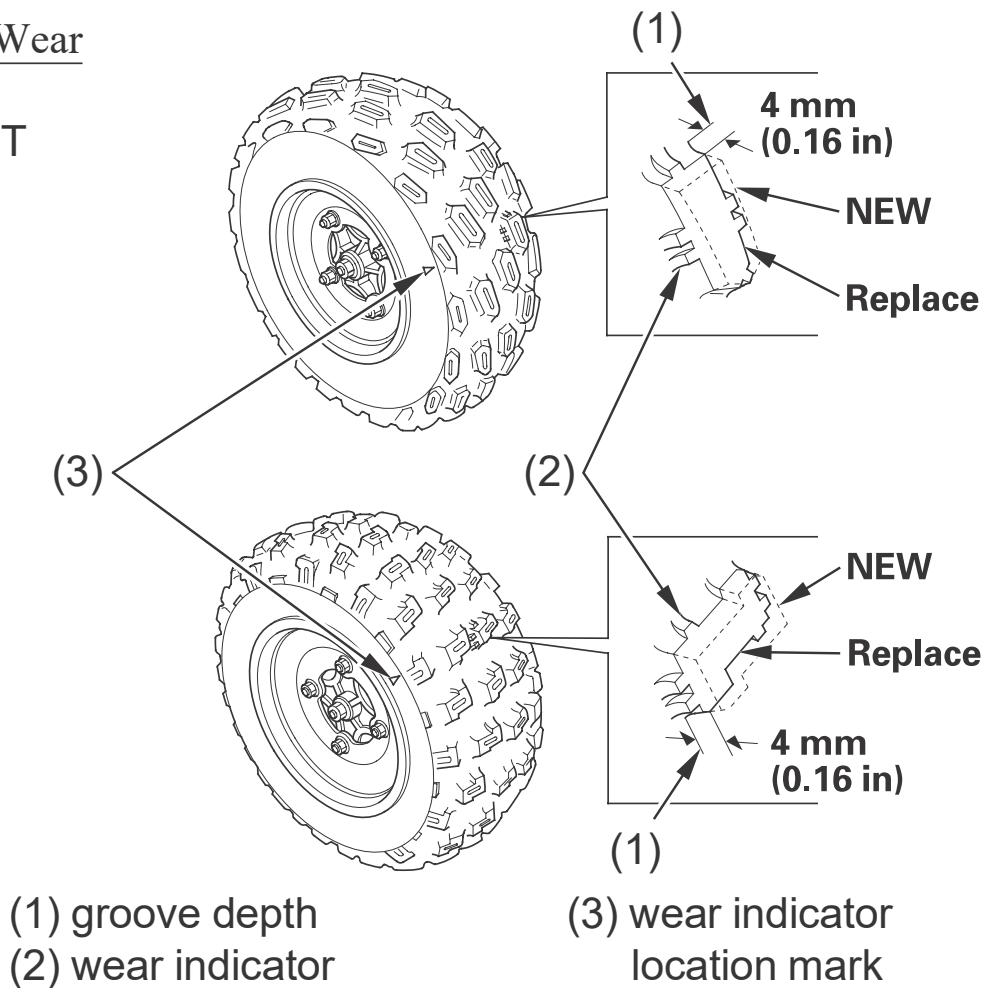 Wear
T
(1)
4 mm
(0.16 in)
NEW
Replace
(3)
(2)
NEW
Replace
4 mm
(0.16 in)
(1)
(1) groove depth
(2) wear indicator
(3) wear indicator
location mark